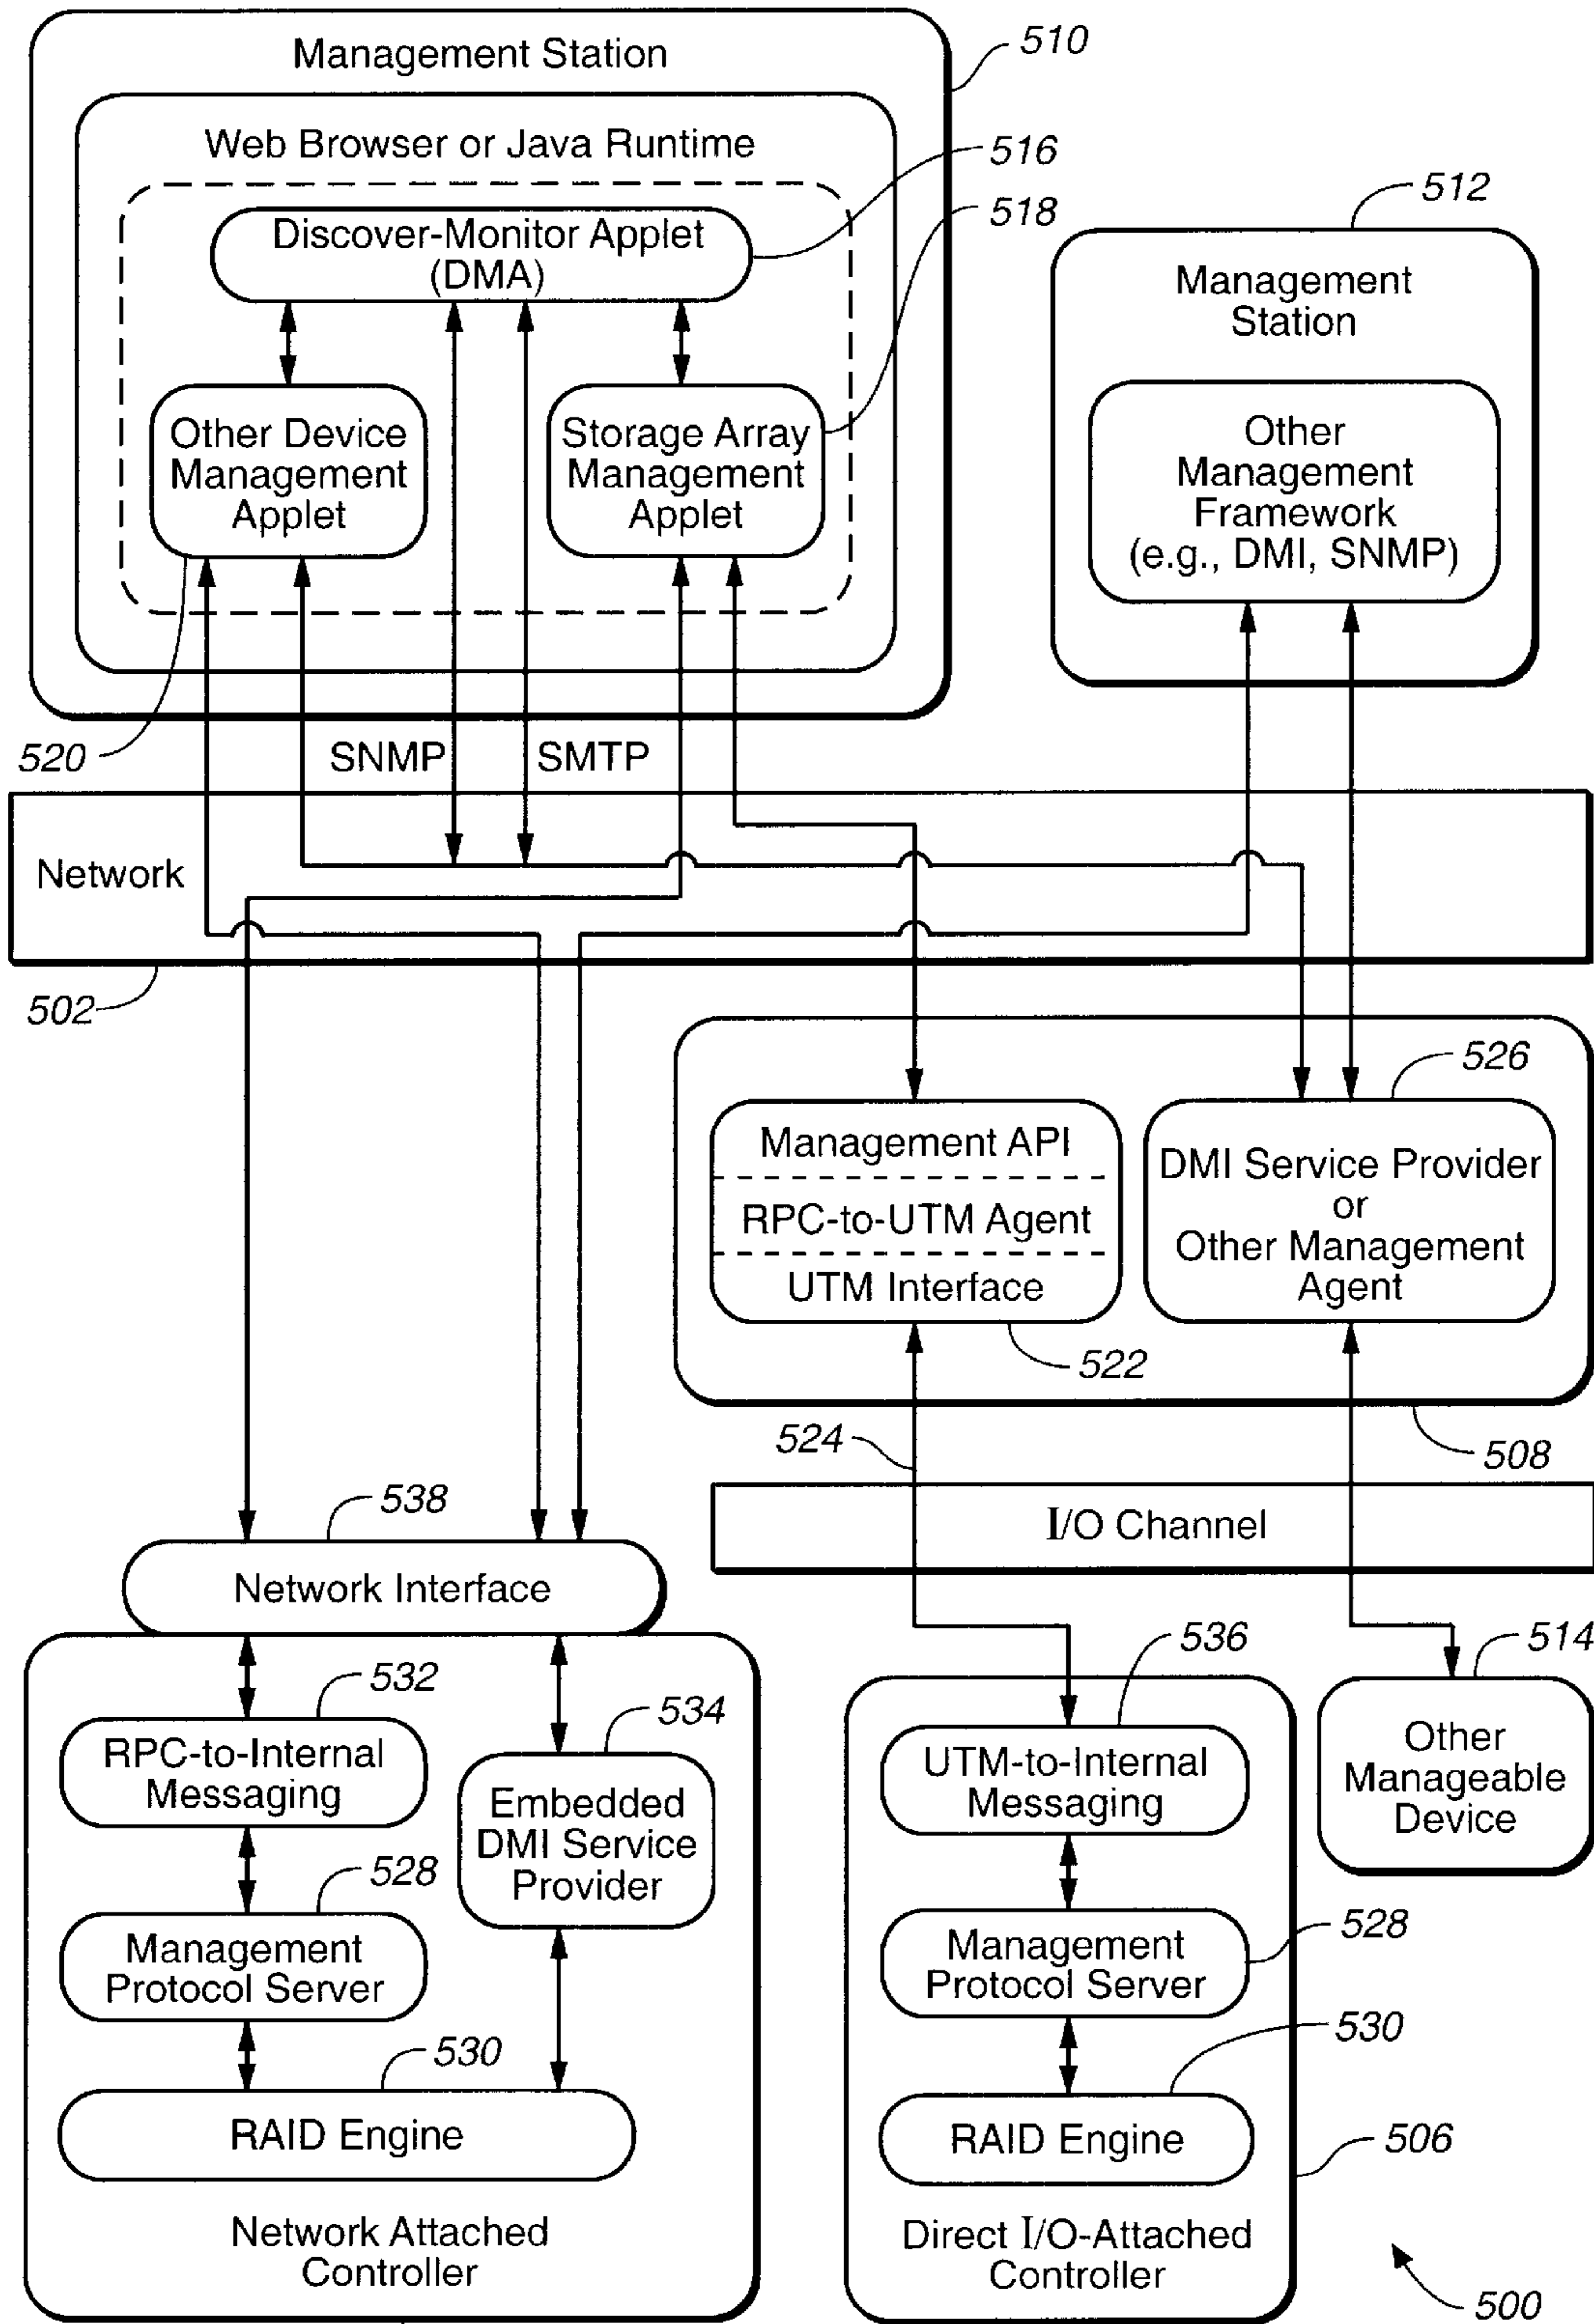 Management Station
510
Web Browser or Java Runtime
516
Discover-Monitor Applet
(DMA)
518
512
Management
Station
Other Device
Management
Applet
Storage Array
Management
Applet
Other
Management
Framework
(e.g., DMI, SNMP)
520
SNMP
SMTP
Network
502
526
Management API
RPC-to-UTM Agent
UTM Interface
DMI Service Provider
or
Other Management
Agent
522
524
508
I/O Channel
538
Network Interface
532
RPC-to-Internal
Messaging
534
Embedded
DMI Service
Provider
528
Management
Protocol Server
530
RAID Engine
Network Attached
Controller
536
UTM-to-Internal
Messaging
514
Other
Manageable
Device
528
Management
Protocol Server
530
RAID Engine
506
Direct I/O-Attached
Controller
500